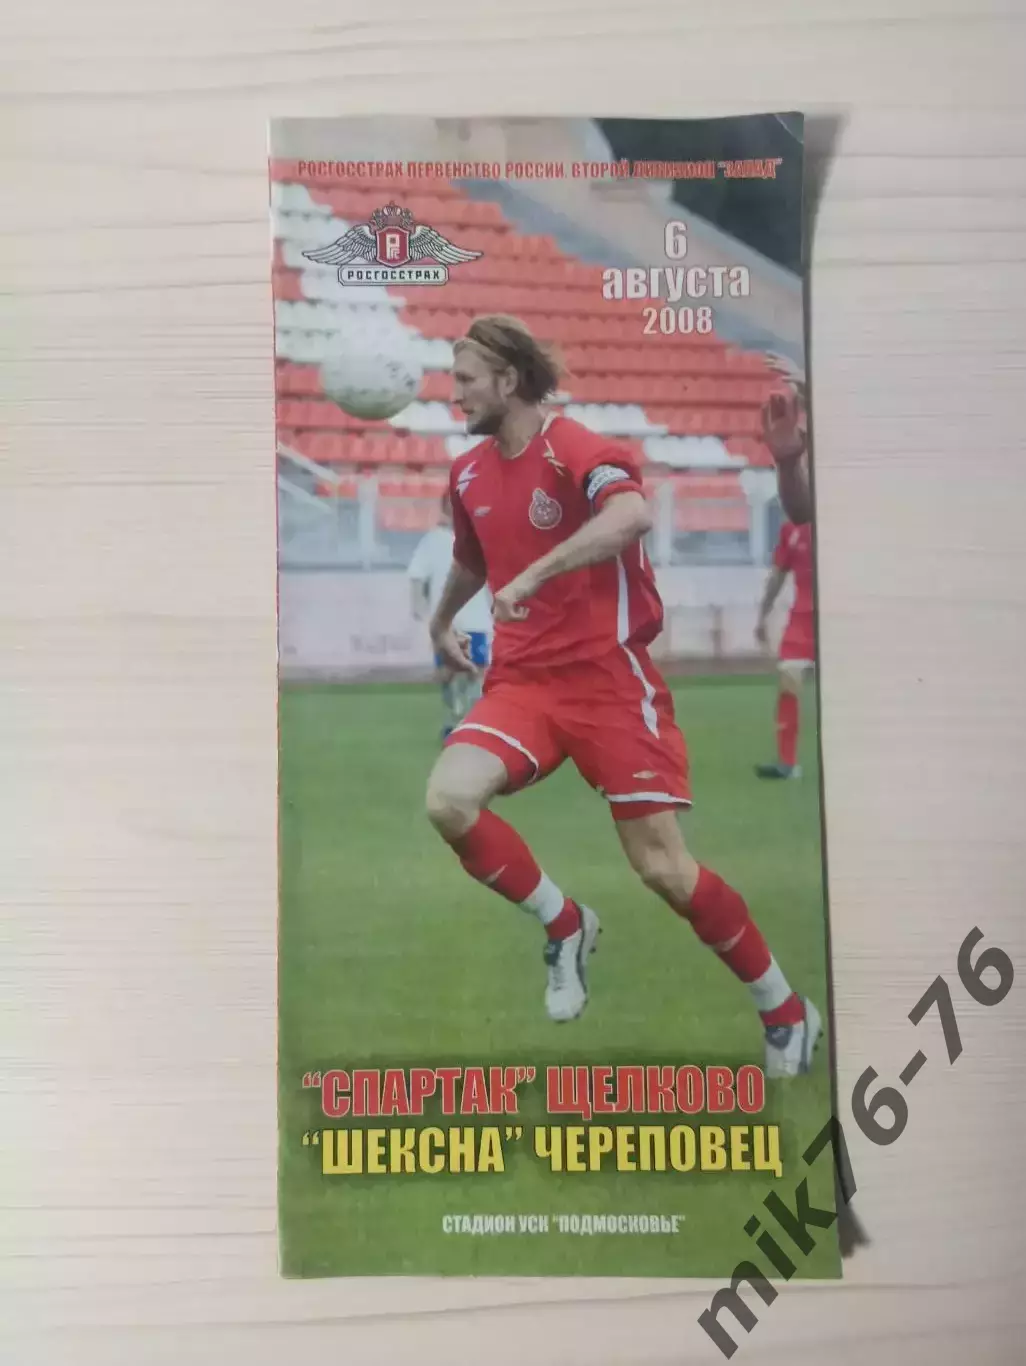 РОСГОССТРАХ ПЕРВЕНСТВО РОССИИ. ВТОРОЙ ДИВИЗИОН "ЗАПАД"
РОСГОССТРАХ
6
августа
2008
"СПАРТАК" ЩЕЛКОВО
"ШЕКСНА" ЧЕРЕПОВЕЦ
СТАДИОН УСК "ПОДМОСКОВЬЕ"
mik76-76